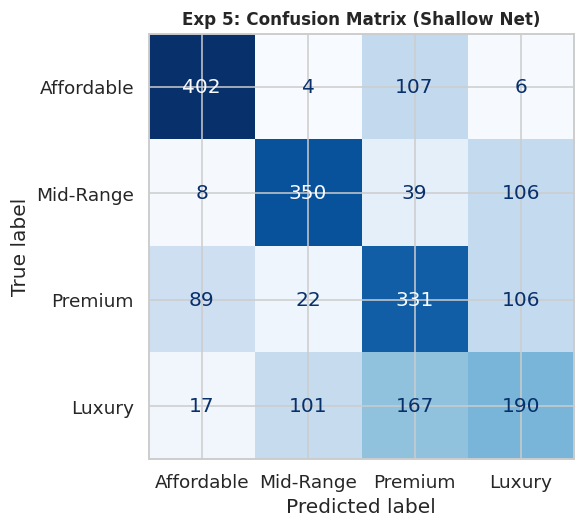 Exp 5: Confusion Matrix (Shallow Net)
Affordable 402 4 107 6
Mid-Range 8 350 39 106
Premium 89 22 331 106
Luxury 17 101 167 190
True label
Affordable Mid-Range Premium Luxury
Predicted label